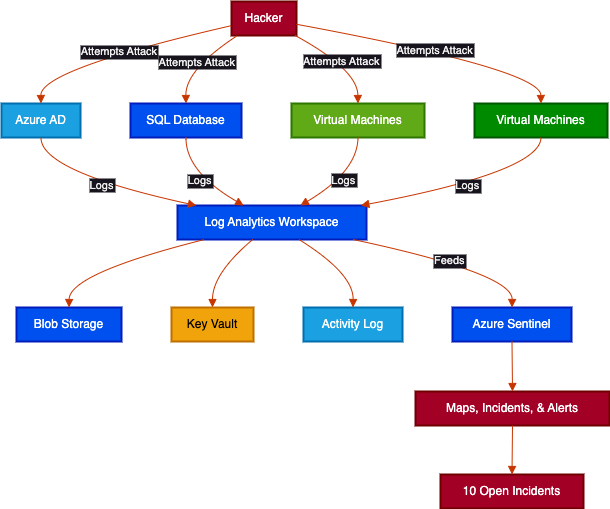 Hacker
Attempts Attack
Attempts Attack
Attempts Attack
Attempts Attack
Azure AD
SQL Database
Virtual Machines
Virtual Machines
Logs
Logs
Logs
Logs
Log Analytics Workspace
Feeds
Blob Storage
Key Vault
Activity Log
Azure Sentinel
Maps, Incidents, & Alerts
10 Open Incidents